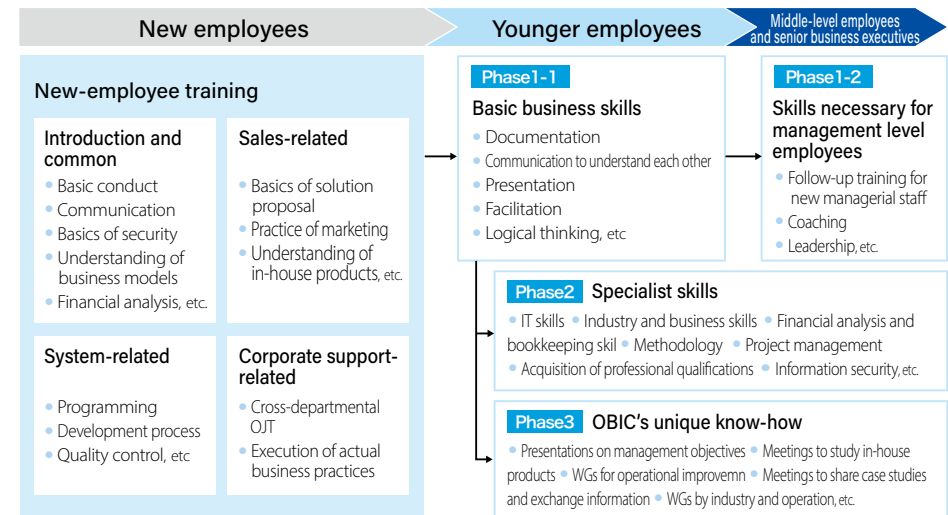 New employees
Younger employees
Middle-level employees
and senior business executives
New-employee training
Introduction and
common
• Basic conduct
• Communication
• Basics of security
• Understanding of
business models
• Financial analysis, etc.
Sales-related
• Basics of solution
proposal
• Practice of marketing
• Understanding of
in-house products, etc.
System-related
• Programming
• Development process
• Quality control, etc
Corporate support-
related
• Cross-departmental
OJT
• Execution of actual
business practices
Phase1-1
Basic business skills
• Documentation
• Communication to understand each other
• Presentation
• Facilitation
• Logical thinking, etc
Phase1-2
Skills necessary for
management level
employees
• Follow-up training for
new managerial staff
• Coaching
• Leadership, etc.
Phase2 Specialist skills
• IT skills • Industry and business skills • Financial analysis and
bookkeeping skil • Methodology • Project management
• Acquisition of professional qualifications • Information security, etc.
Phase3 OBIC's unique know-how
• Presentations on management objectives • Meetings to study in-house
products • WGs for operational improvemn • Meetings to share case studies
and exchange information • WGs by industry and operation, etc.